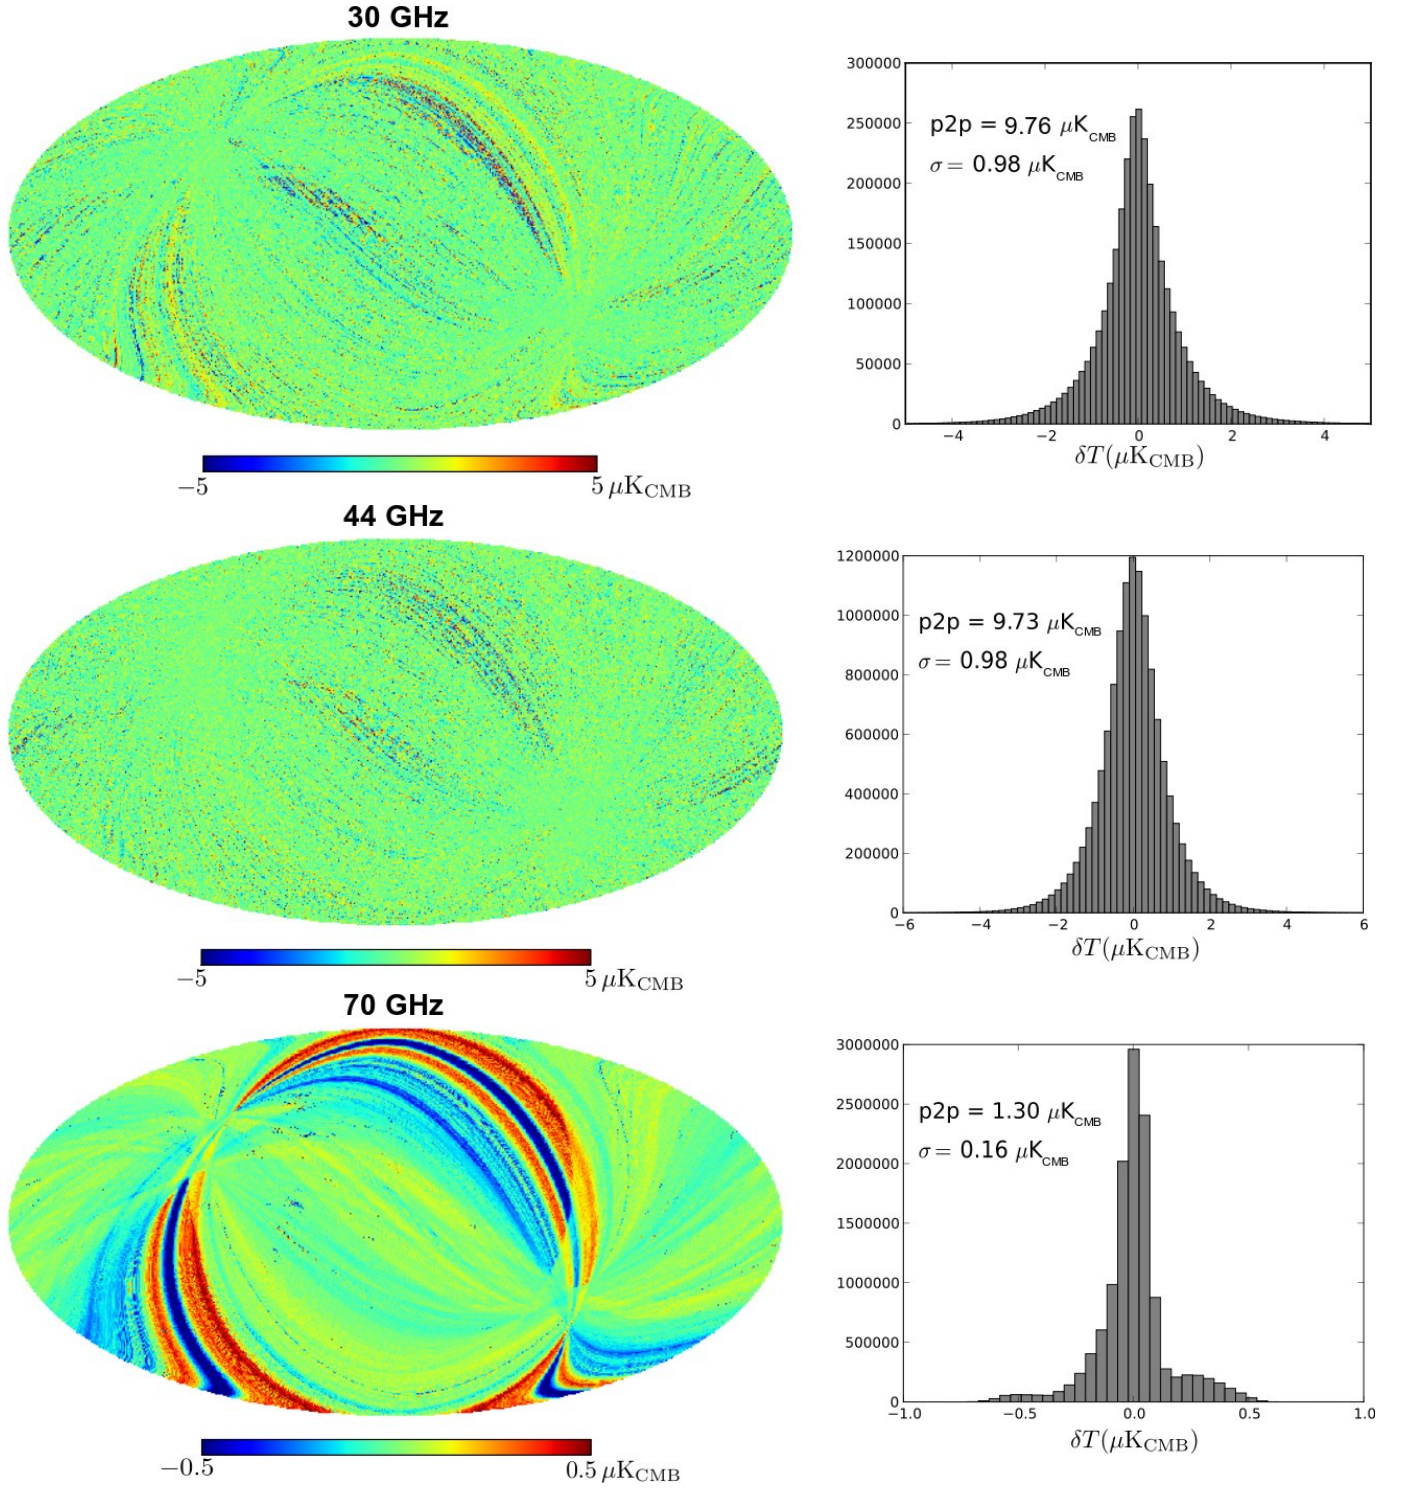 30 GHz
p2p = 9.76 μK_CMB
σ = 0.98 μK_CMB
300000
250000
200000
150000
100000
50000
0
−4 −2 0 2 4
δT(μK_CMB)
−5 5 μK_CMB
44 GHz
p2p = 9.73 μK_CMB
σ = 0.98 μK_CMB
1200000
1000000
800000
600000
400000
200000
0
−6 −4 −2 0 2 4 6
δT(μK_CMB)
−5 5 μK_CMB
70 GHz
p2p = 1.30 μK_CMB
σ = 0.16 μK_CMB
3000000
2500000
2000000
1500000
1000000
500000
0
−1.0 −0.5 0.0 0.5 1.0
δT(μK_CMB)
−0.5 0.5 μK_CMB